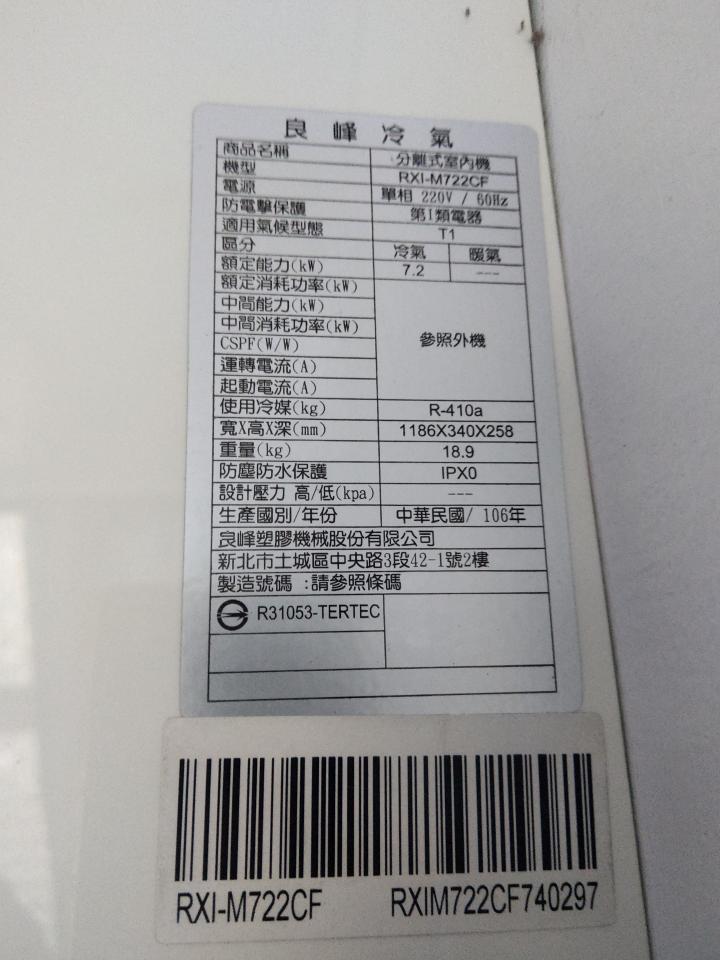 良峰冷氣
商品名稱 分離式室內機
機型 RXI-M722CF
電源 單相 220V / 60Hz
防電擊保護 第I類電器
適用氣候型態 T1
區分 冷氣 暖氣
額定能力(kW) 7.2 ---
額定消耗功率(kW)
中間能力(kW)
中間消耗功率(kW)
CSPF(W/W) 參照外機
運轉電流(A)
起動電流(A)
使用冷媒(kg) R-410a
寬X高X深(mm) 1186X340X258
重量(kg) 18.9
防塵防水保護 IPX0
設計壓力 高/低(kpa) ---
生產國別/年份 中華民國/ 106年
良峰塑膠機械股份有限公司
新北市土城區中央路3段42-1號2樓
製造號碼 :請參照條碼
R31053-TERTEC
RXI-M722CF RXIM722CF740297